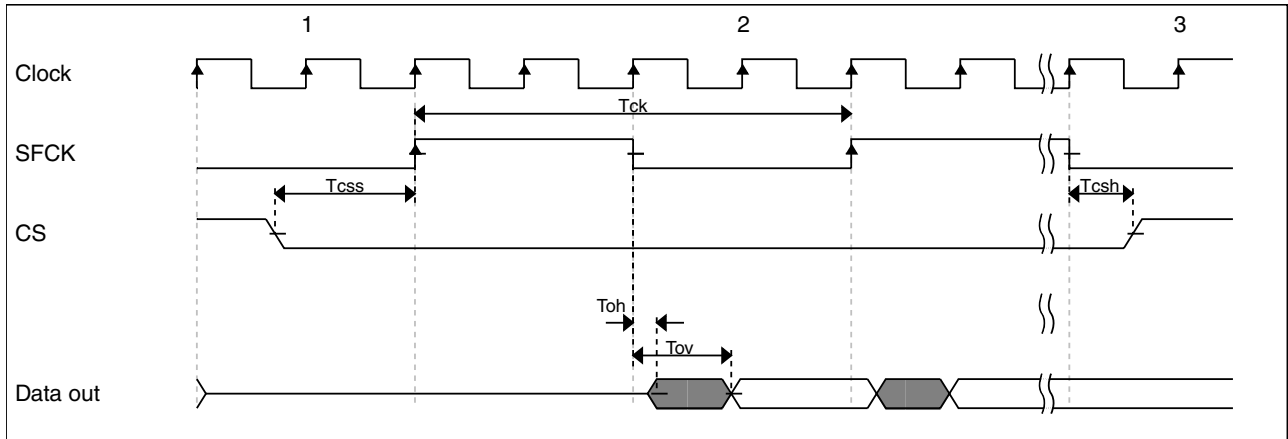 1 2 3
Clock
Tck
SFCK
Tcss Tcsh
CS
Toh
Tov
Data out